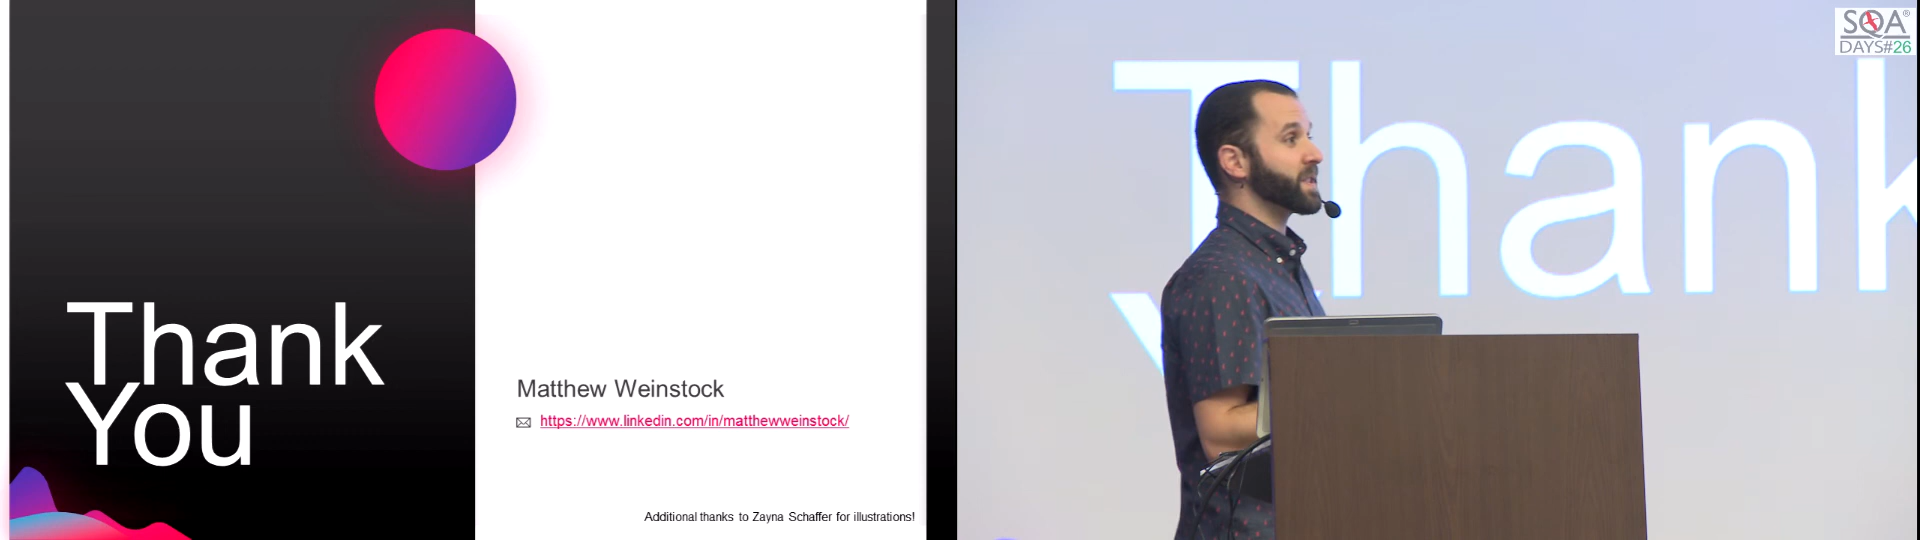 Thank
You
Matthew Weinstock
https://www.linkedin.com/in/matthewweinstock/
Additional thanks to Zayna Schaffer for illustrations!
Thank
SQA®
DAYS#26